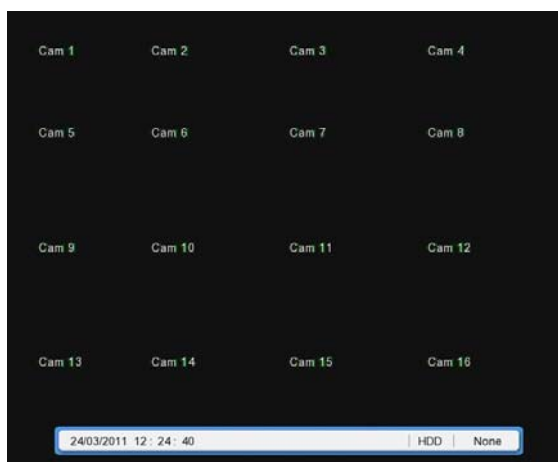 Cam 1 Cam 2 Cam 3 Cam 4
Cam 5 Cam 6 Cam 7 Cam 8
Cam 9 Cam 10 Cam 11 Cam 12
Cam 13 Cam 14 Cam 15 Cam 16
24/03/2011 12 : 24 : 40 | HDD | None